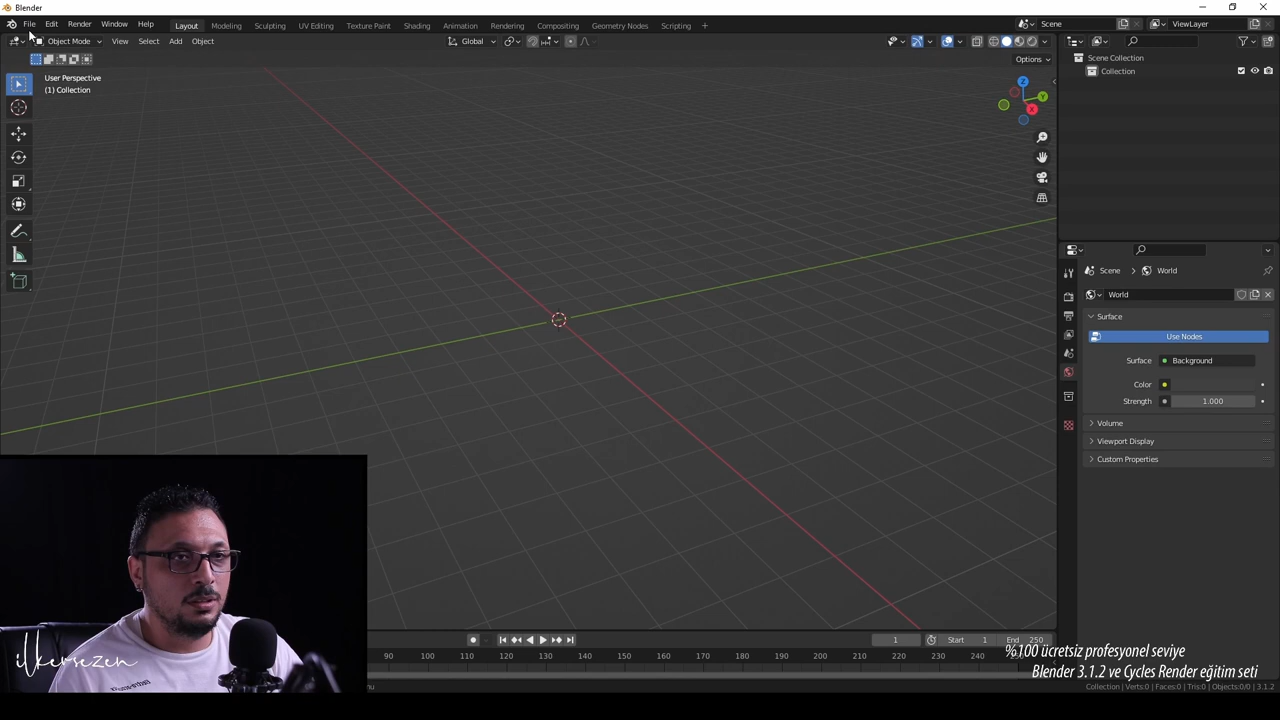 Blender
File Edit Render Window Help Layout Modeling Sculpting UV Editing Texture Paint Shading Animation Rendering Compositing Geometry Nodes Scripting + Scene ViewLayer
Object Mode View Select Add Object Global
Options
User Perspective
(1) Collection
Z
Y
X
Scene Collection
Collection
Scene > World
World
Surface
Use Nodes
Surface Background
Color
Strength 1.000
Volume
Viewport Display
Custom Properties
1 Start 1 End 250
90 100 110 120 130 140 150 160 170 180 190 200 210 220 230 240
ilkersezen
%100 ücretsiz profesyonel seviye
Blender 3.1.2 ve Cycles Render eğitim seti
Collection | Verts:0 | Faces:0 | Tris:0 | Objects:0/0 | 3.1.2